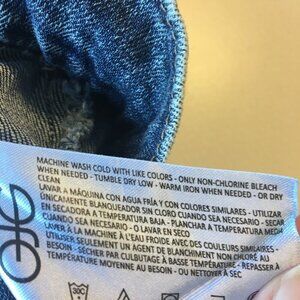 MACHINE WASH COLD WITH LIKE COLORS - ONLY NON-CHLORINE BLEACH
WHEN NEEDED - TUMBLE DRY LOW - WARM IRON WHEN NEEDED - OR DRY
CLEAN
LAVAR A MÁQUINA CON AGUA FRÍA Y CON COLORES SIMILARES - UTILIZAR
ÚNICAMENTE BLANQUEADOR SIN CLORO CUANDO SEA NECESARIO - SECAR
EN SECADORA A TEMPERATURA BAJA - PLANCHAR A TEMPERATURA MEDIA
CUANDO SEA NECESARIO - O LAVAR EN SECO
LAVER À LA MACHINE À L'EAU FROIDE AVEC DES COULEURS SIMILAIRES -
UTILISER SEULEMENT UN AGENT DE BLANCHIMENT NON CHLORÉ AU
BESOIN - SÉCHER PAR CULBUTAGE À BASSE TEMPÉRATURE - REPASSER À
TEMPÉRATURE MOYENNE AU BESOIN - OU NETTOYER À SEC